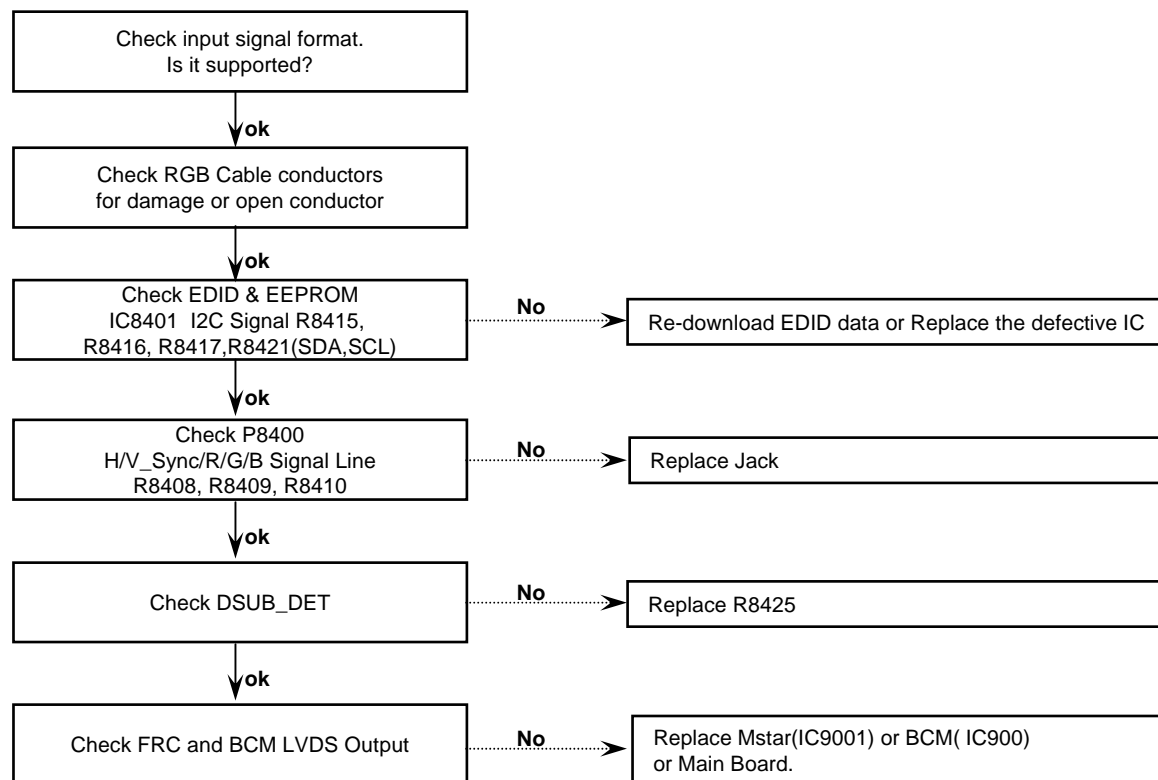 Check input signal format.
Is it supported?
ok
Check RGB Cable conductors
for damage or open conductor
ok
Check EDID & EEPROM
IC8401  I2C Signal R8415,
R8416, R8417,R8421(SDA,SCL)
No
Re-download EDID data or Replace the defective IC
ok
Check P8400
H/V_Sync/R/G/B Signal Line
R8408, R8409, R8410
No
Replace Jack
ok
Check DSUB_DET
No
Replace R8425
ok
Check FRC and BCM LVDS Output
No
Replace Mstar(IC9001) or BCM( IC900)
or Main Board.